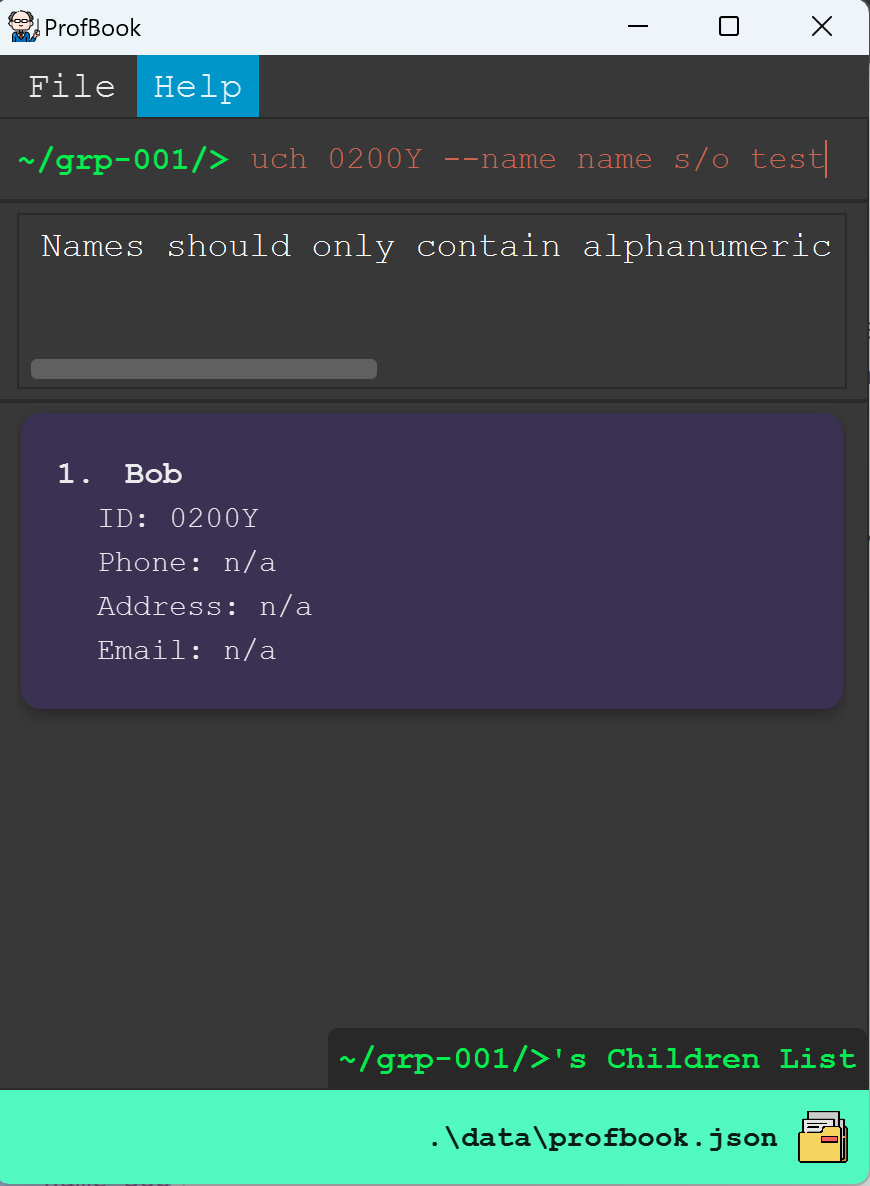 ProfBook
File Help
~/grp-001/> uch 0200Y --name name s/o test
Names should only contain alphanumeric
1. Bob
ID: 0200Y
Phone: n/a
Address: n/a
Email: n/a
~/grp-001/>'s Children List
.\data\profbook.json